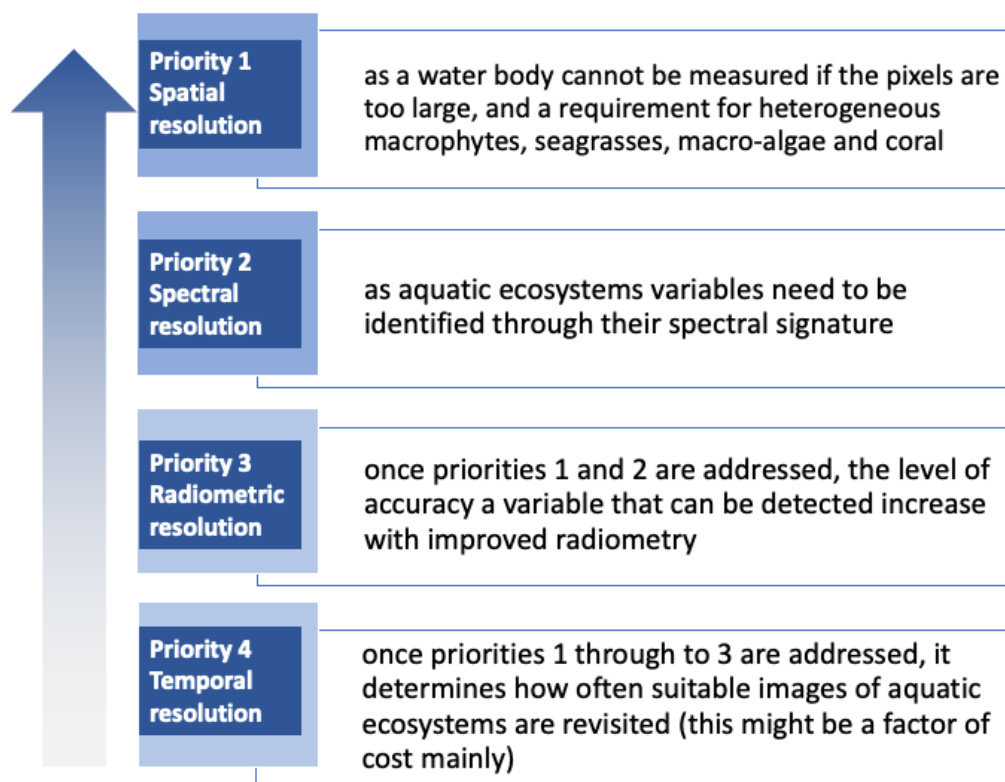 Priority 1
Spatial
resolution
as a water body cannot be measured if the pixels are
too large, and a requirement for heterogeneous
macrophytes, seagrasses, macro-algae and coral
Priority 2
Spectral
resolution
as aquatic ecosystems variables need to be
identified through their spectral signature
Priority 3
Radiometric
resolution
once priorities 1 and 2 are addressed, the level of
accuracy a variable that can be detected increase
with improved radiometry
Priority 4
Temporal
resolution
once priorities 1 through to 3 are addressed, it
determines how often suitable images of aquatic
ecosystems are revisited (this might be a factor of
cost mainly)